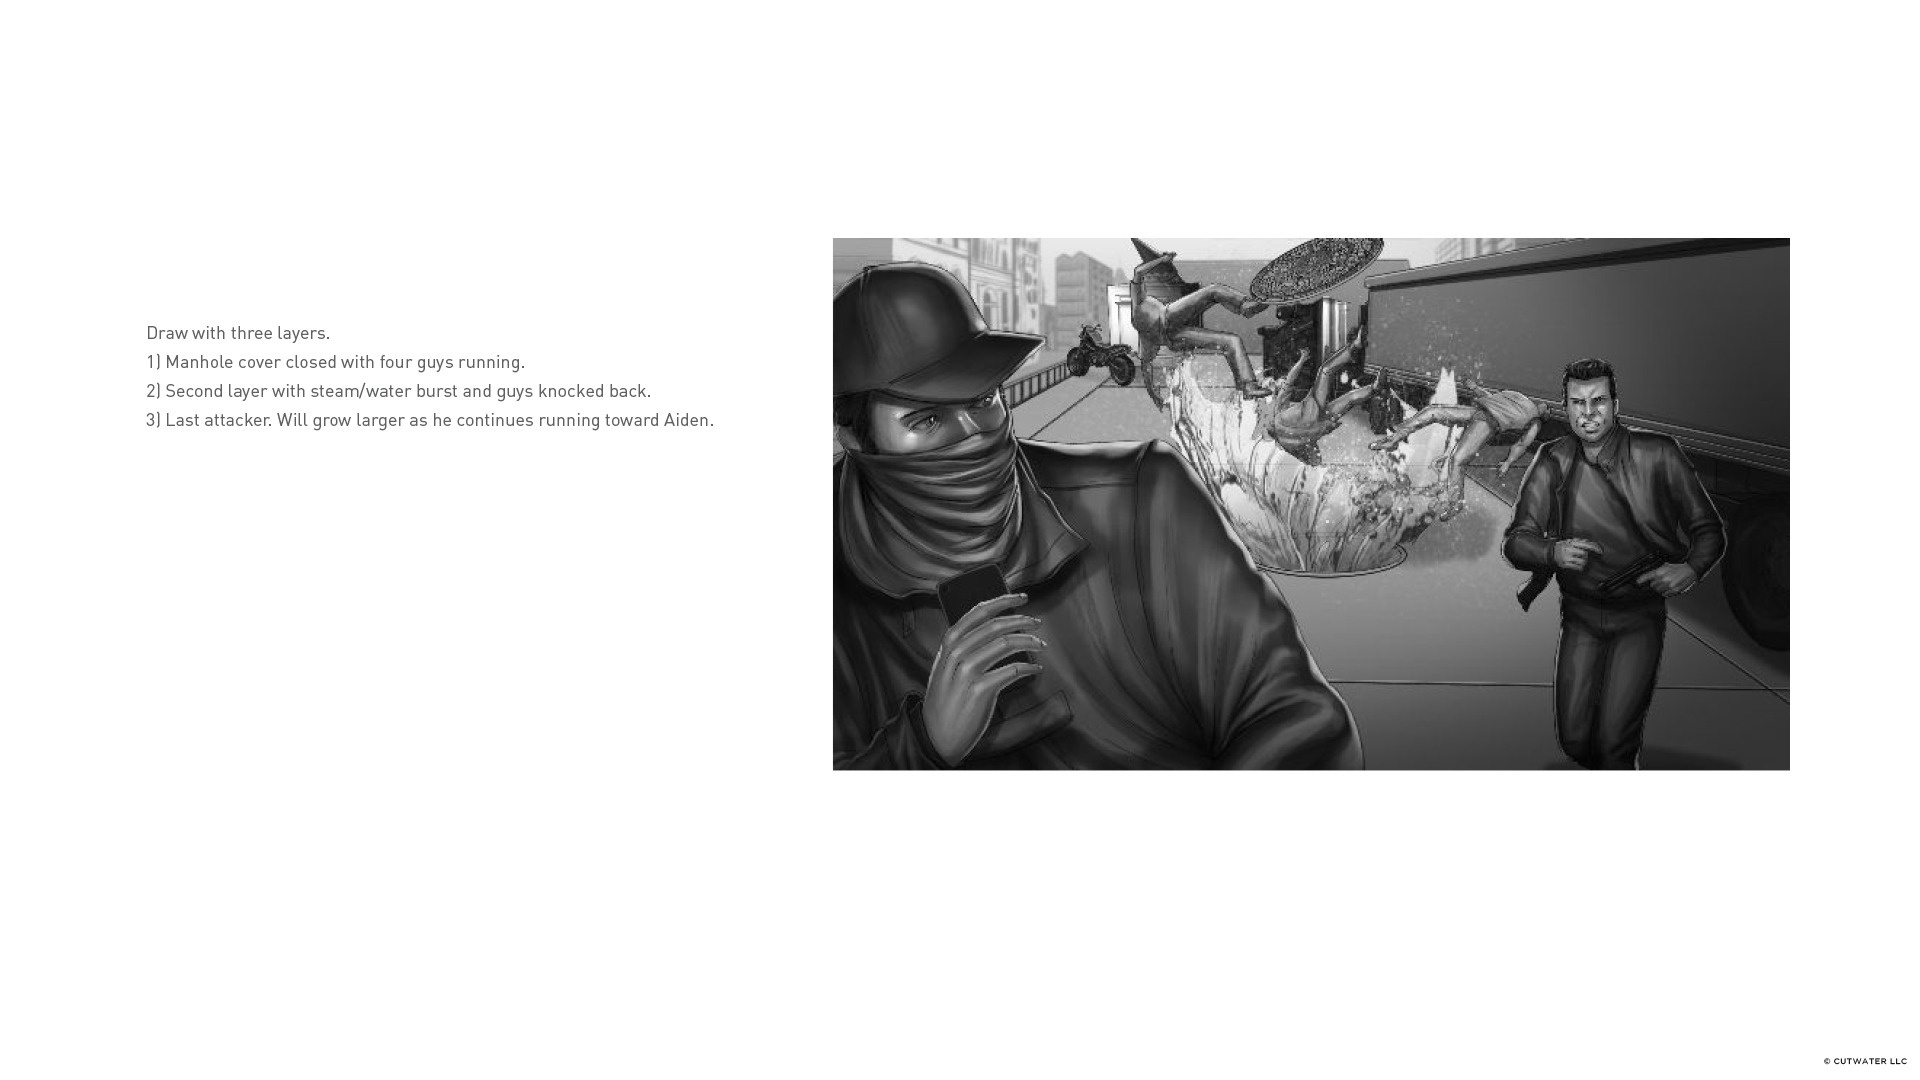 Draw with three layers.
1) Manhole cover closed with four guys running.
2) Second layer with steam/water burst and guys knocked back.
3) Last attacker. Will grow larger as he continues running toward Aiden.
© CUTWATER LLC